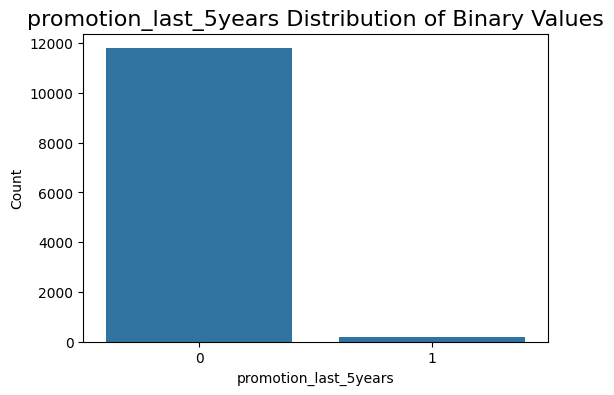 promotion_last_5years Distribution of Binary Values
12000
10000
8000
6000
4000
2000
0
Count
0 1
promotion_last_5years